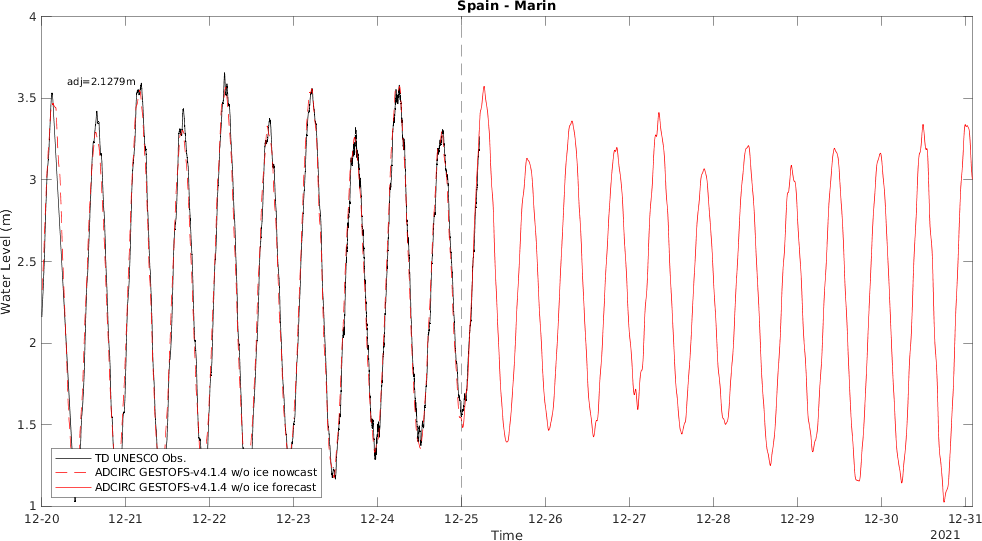 Spain - Marin
adj=2.1279m
4
3.5
3
2.5
2
1.5
1
Water Level (m)
TD UNESCO Obs.
ADCIRC GESTOFS-v4.1.4 w/o ice nowcast
ADCIRC GESTOFS-v4.1.4 w/o ice forecast
12-20 12-21 12-22 12-23 12-24 12-25 12-26 12-27 12-28 12-29 12-30 12-31
Time
2021